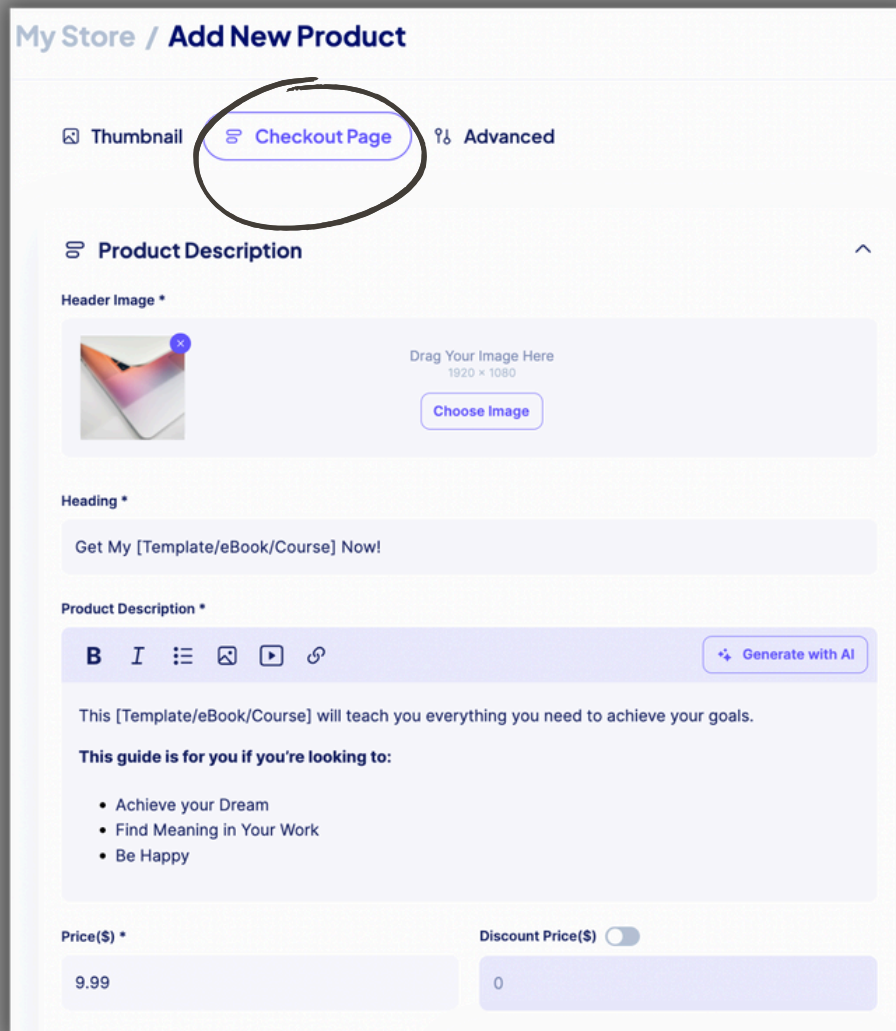 My Store / Add New Product
Thumbnail Checkout Page Advanced
Product Description
Header Image *
Drag Your Image Here
1920 × 1080
Choose Image
Heading *
Get My [Template/eBook/Course] Now!
Product Description *
B I Generate with AI
This [Template/eBook/Course] will teach you everything you need to achieve your goals.
This guide is for you if you’re looking to:
• Achieve your Dream
• Find Meaning in Your Work
• Be Happy
Price($) * Discount Price($)
9.99 0